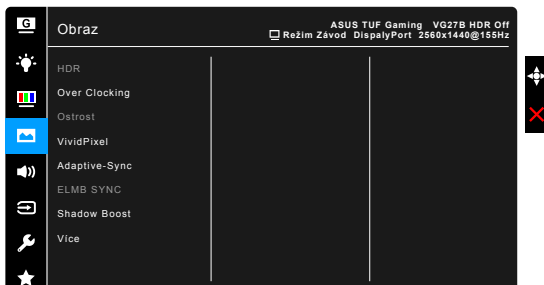 G
Obraz
ASUS TUF Gaming VG27B HDR Off
Režim Závod DispalyPort 2560x1440@155Hz
HDR
Over Clocking
Ostrost
VividPixel
Adaptive-Sync
ELMB SYNC
Shadow Boost
Více